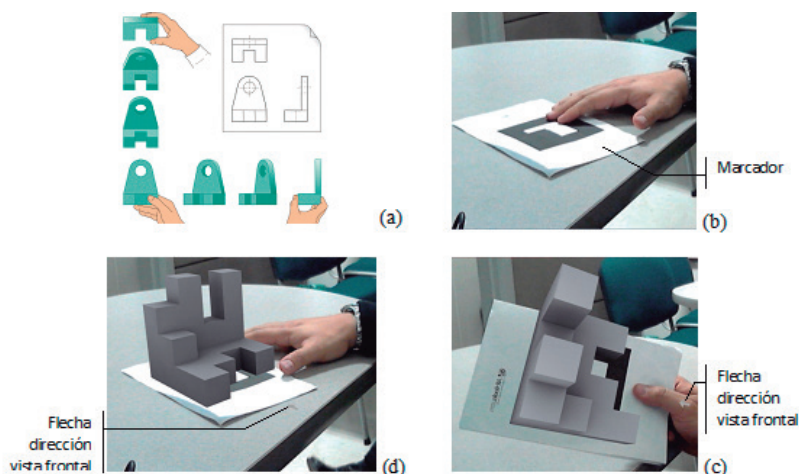 (a)
Marcador
(b)
Flecha
dirección
vista frontal
(d)
Flecha
dirección
vista frontal
(c)